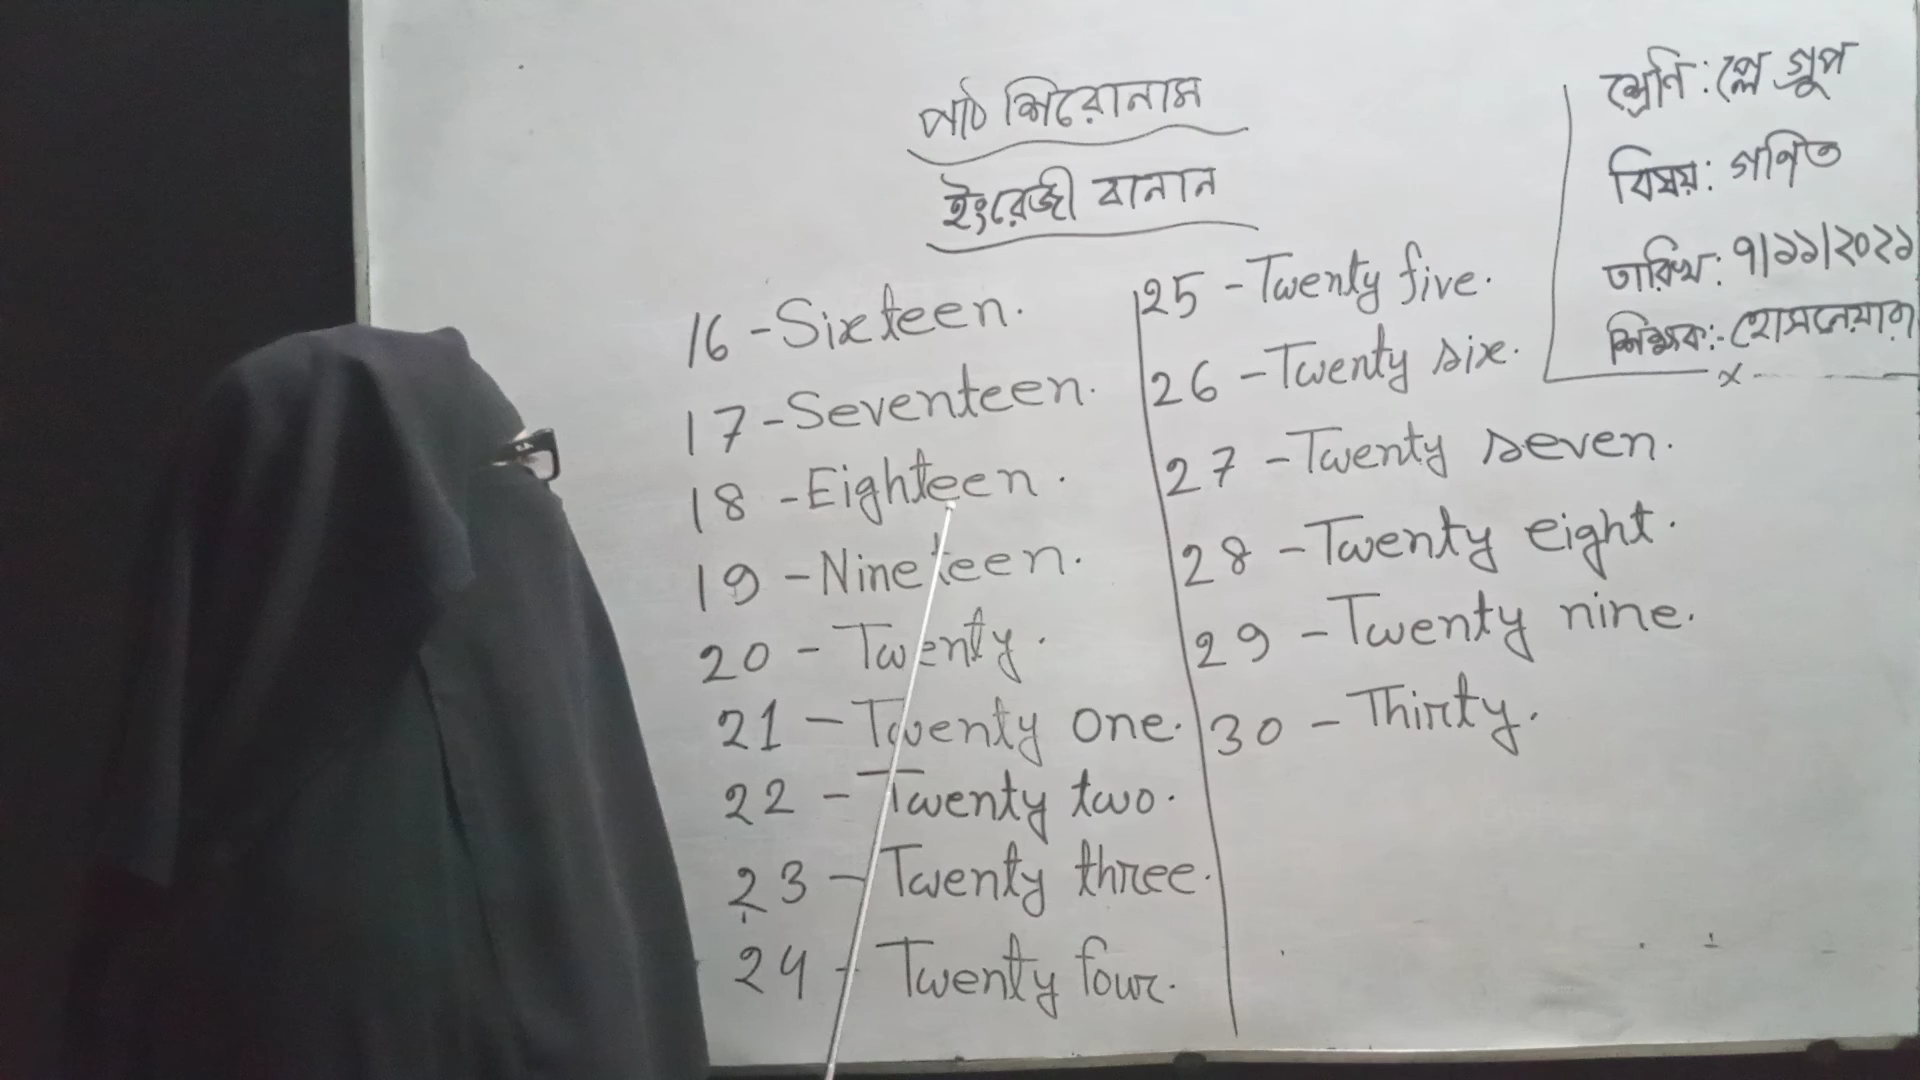 পাঠ শিরোনাম
ইংরেজী বানান
শ্রেণি: প্লে গ্রুপ
বিষয়: গণিত
তারিখ: ৭/১১/২০২১
শিক্ষক:- হোসনেয়ারা
16 - Sixteen.
17 - Seventeen.
18 - Eighteen.
19 - Nineteen.
20 - Twenty.
21 - Twenty one.
22 - Twenty two.
23 - Twenty three.
24 - Twenty four.
25 - Twenty five.
26 - Twenty six.
27 - Twenty seven.
28 - Twenty eight.
29 - Twenty nine.
30 - Thirty.